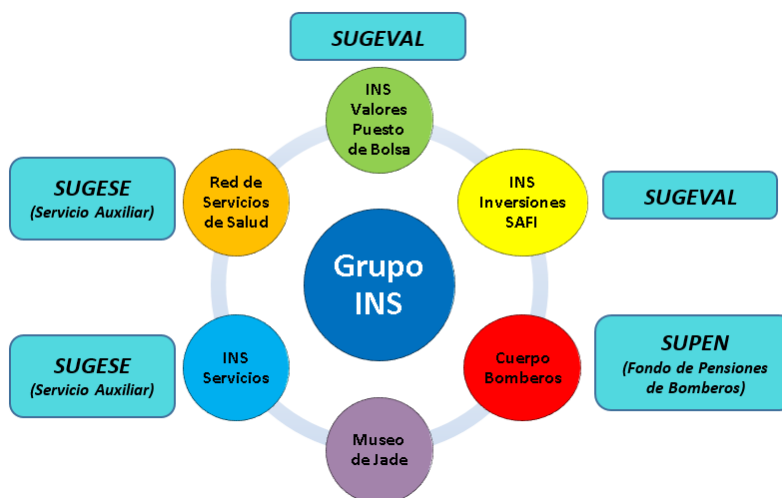 SUGEVAL
INS
Valores
Puesto
de Bolsa
SUGESE
(Servicio Auxiliar)
Red de
Servicios
de Salud
INS
Inversiones
SAFI
SUGEVAL
Grupo
INS
SUGESE
(Servicio Auxiliar)
INS
Servicios
Cuerpo
Bomberos
SUPEN
(Fondo de Pensiones
de Bomberos)
Museo
de Jade